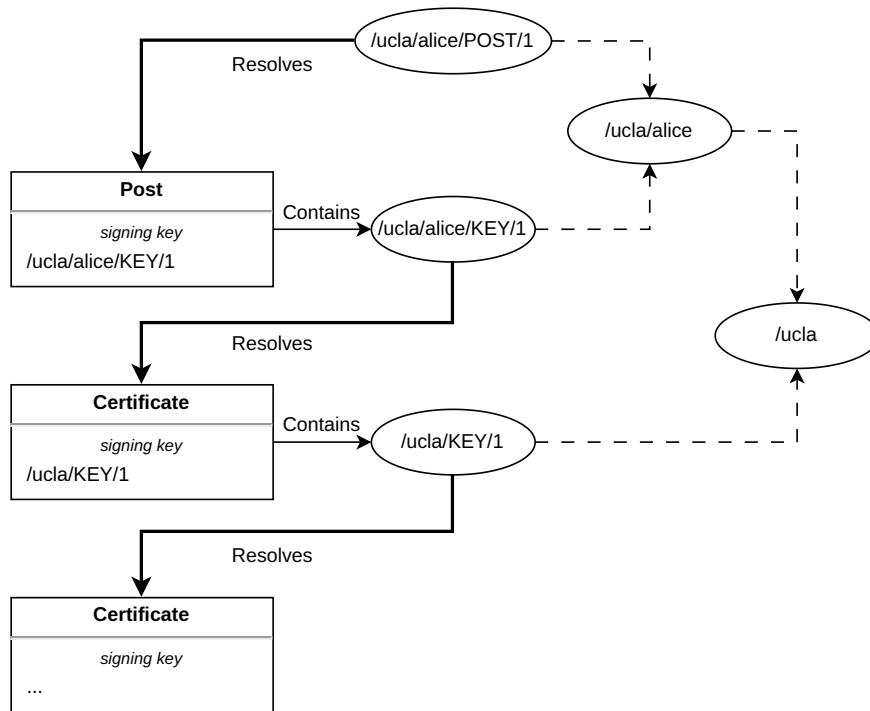 /ucla/alice/POST/1
Resolves
/ucla/alice
Post
signing key
/ucla/alice/KEY/1
Contains
/ucla/alice/KEY/1
Resolves
/ucla
Certificate
signing key
/ucla/KEY/1
Contains
/ucla/KEY/1
Resolves
Certificate
signing key
...